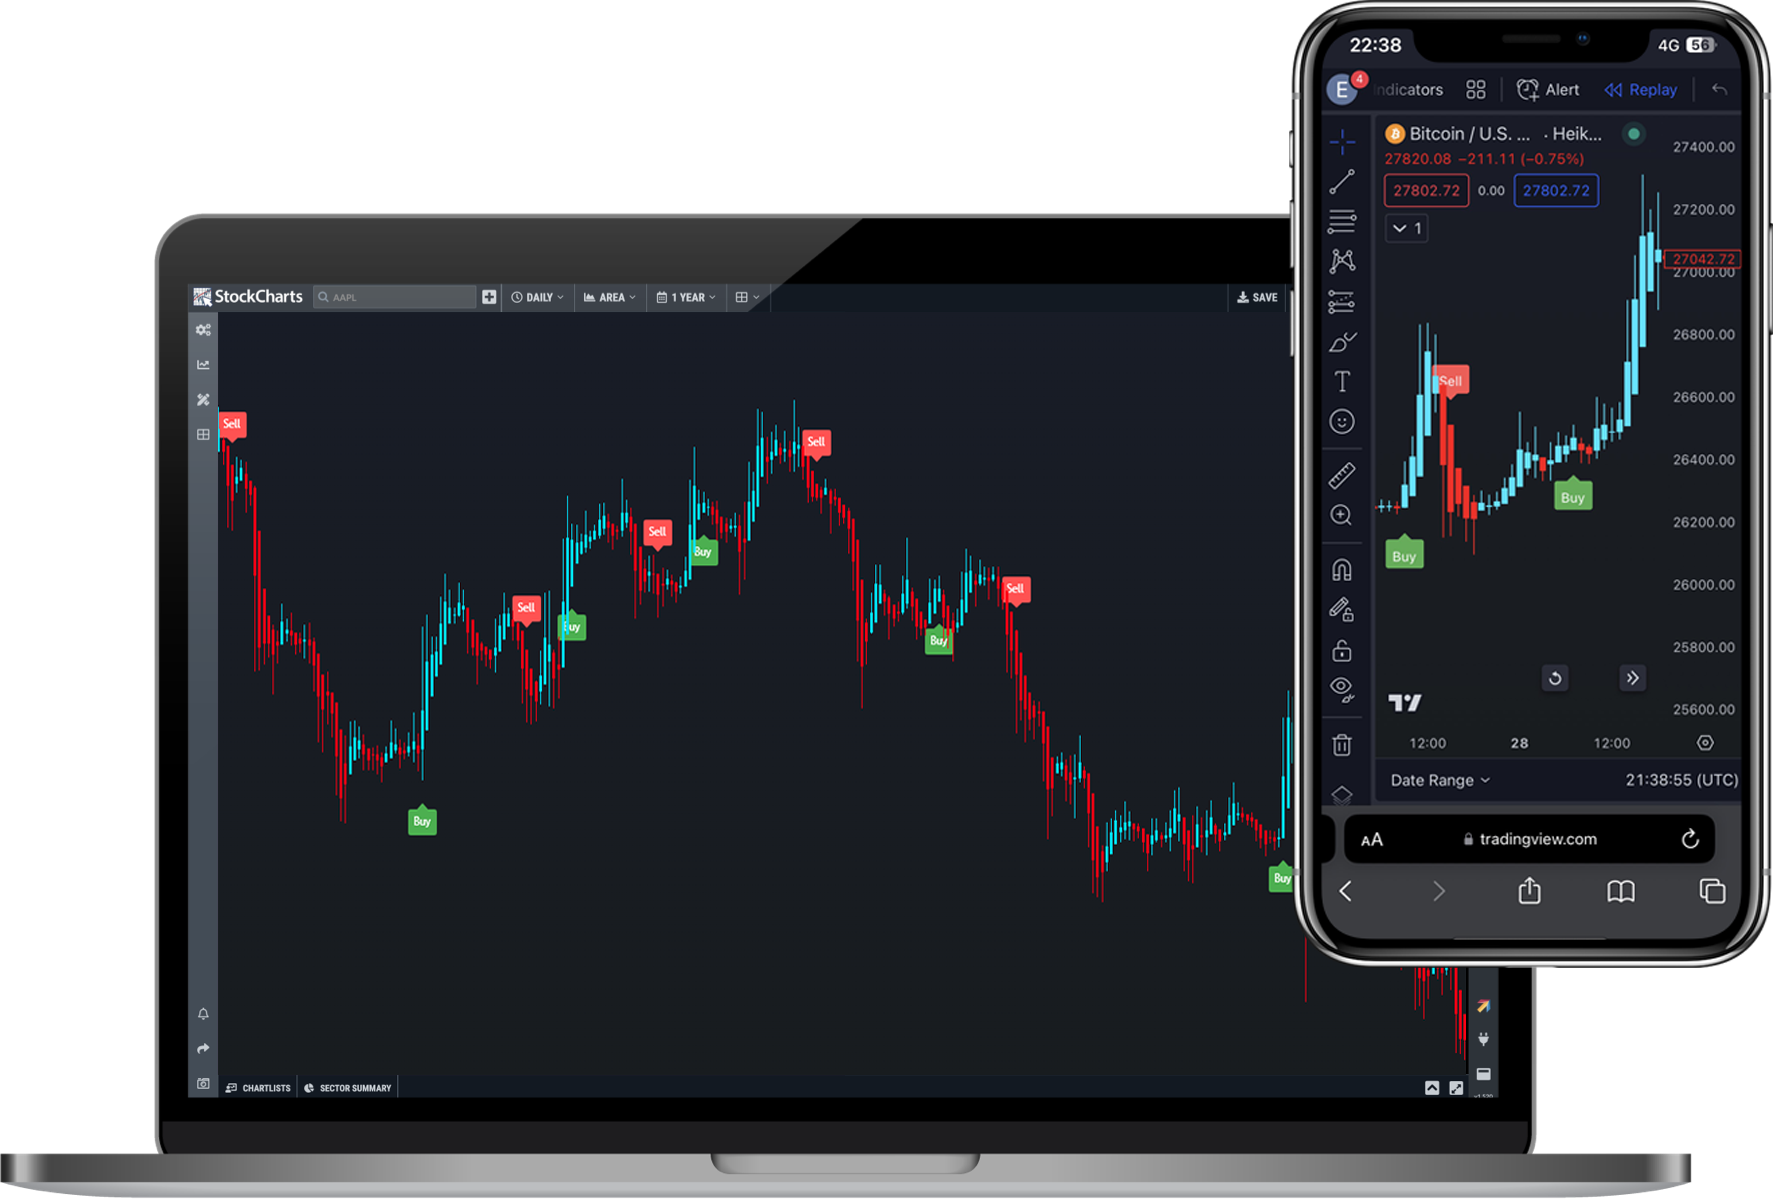 StockCharts
AAPL
DAILY
AREA
1 YEAR
SAVE
Sell
Sell
Sell
Sell
Sell
Buy
Buy
Buy
Buy
Buy
CHARTLISTS
SECTOR SUMMARY
22:38
4G 56
E 4
ndicators
Alert
Replay
Bitcoin / U.S. ... · Heik...
27820.08 −211.11 (−0.75%)
27802.72 0.00 27802.72
1
27400.00
27200.00
27042.72
27000.00
26800.00
26600.00
26400.00
26200.00
26000.00
25800.00
25600.00
Sell
Buy
Buy
12:00 28 12:00
Date Range
21:38:55 (UTC)
AA
tradingview.com